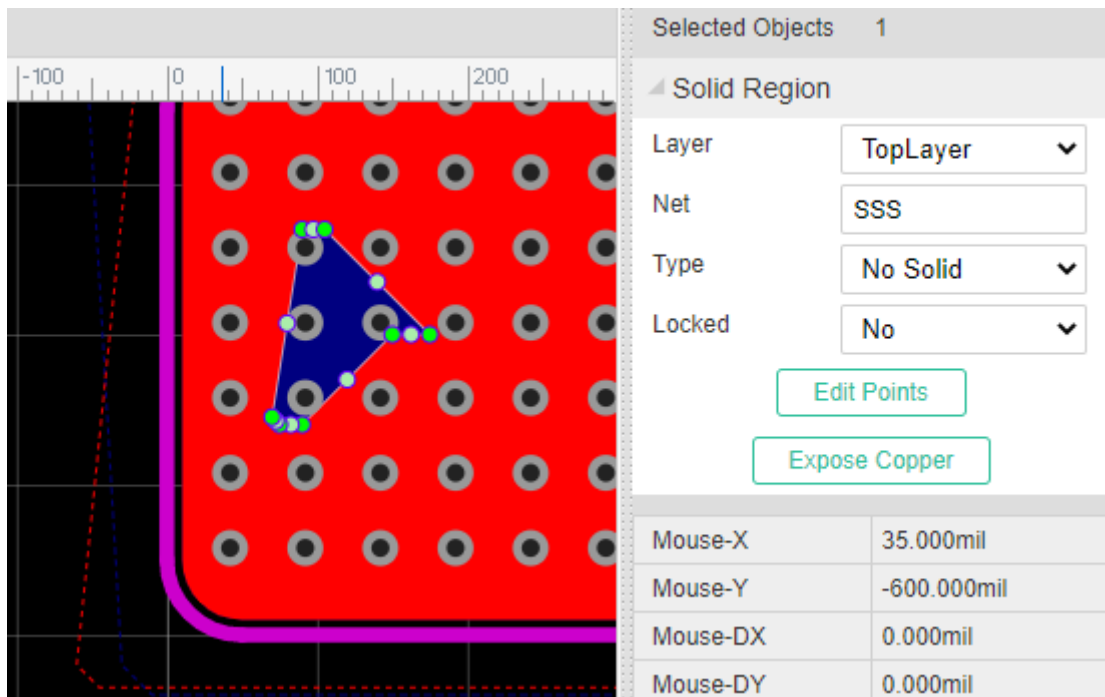 Selected Objects 1
-100 0 100 200
Solid Region
Layer TopLayer
Net SSS
Type No Solid
Locked No
Edit Points
Expose Copper
Mouse-X 35.000mil
Mouse-Y -600.000mil
Mouse-DX 0.000mil
Mouse-DY 0.000mil